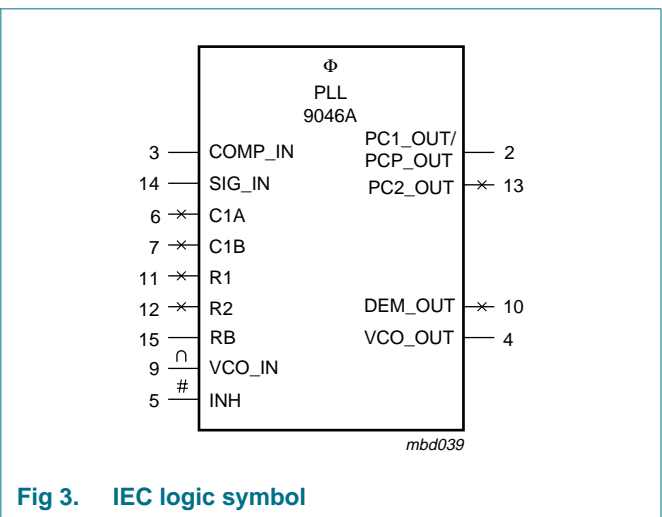 Φ
PLL
9046A
3 COMP_IN
14 SIG_IN
6 C1A
7 C1B
11 R1
12 R2
15 RB
9 ∩ VCO_IN
5 # INH
PC1_OUT/
PCP_OUT 2
PC2_OUT 13
DEM_OUT 10
VCO_OUT 4
mbd039
Fig 3. IEC logic symbol